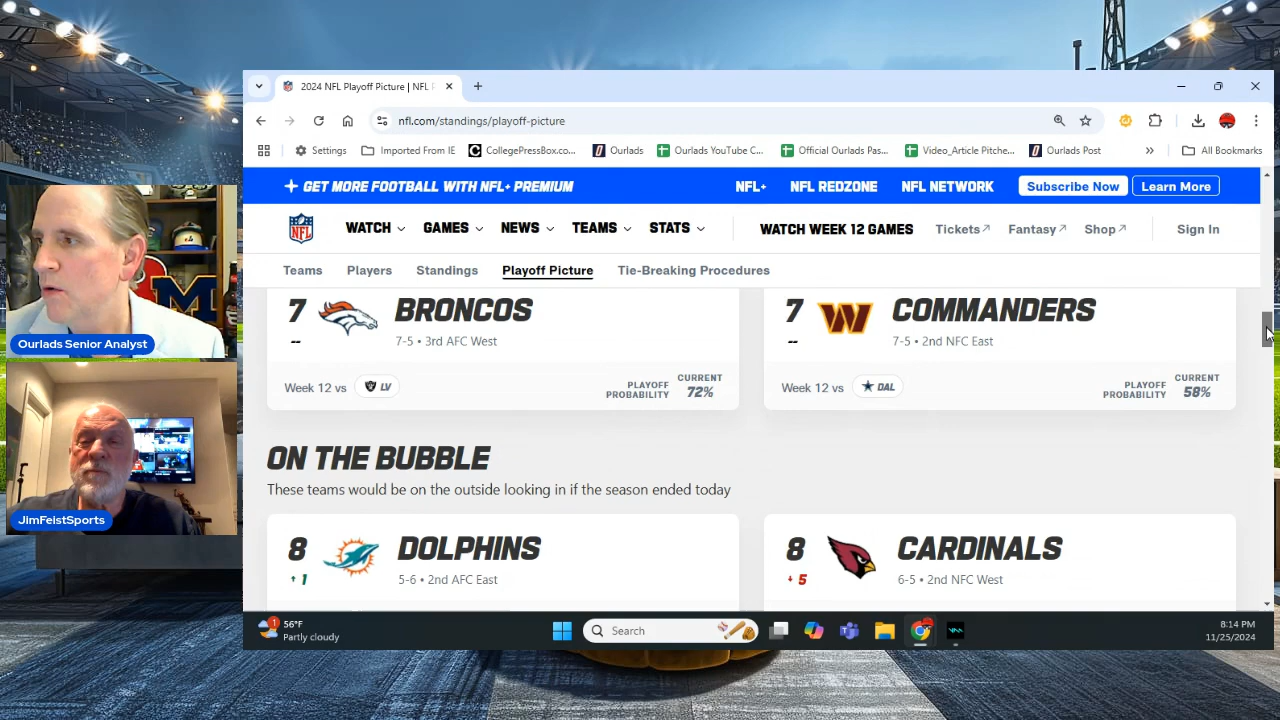 2024 NFL Playoff Picture | NFL P
nfl.com/standings/playoff-picture
Settings
Imported From IE
CollegePressBox.co...
Ourlads
Ourlads YouTube C...
Official Ourlads Pas...
Video_Article Pitche...
Ourlads Post
All Bookmarks
GET MORE FOOTBALL WITH NFL+ PREMIUM
NFL+
NFL REDZONE
NFL NETWORK
Subscribe Now
Learn More
NFL
WATCH
GAMES
NEWS
TEAMS
STATS
WATCH WEEK 12 GAMES
Tickets
Fantasy
Shop
Sign In
Teams
Players
Standings
Playoff Picture
Tie-Breaking Procedures
7 BRONCOS
-- 7-5 • 3rd AFC West
Week 12 vs LV
PLAYOFF PROBABILITY
CURRENT 72%
7 COMMANDERS
-- 7-5 • 2nd NFC East
Week 12 vs DAL
PLAYOFF PROBABILITY
CURRENT 58%
ON THE BUBBLE
These teams would be on the outside looking in if the season ended today
8 DOLPHINS
1 5-6 • 2nd AFC East
8 CARDINALS
5 6-5 • 2nd NFC West
Ourlads Senior Analyst
JimFeistSports
1
56°F
Partly cloudy
Search
8:14 PM
11/25/2024